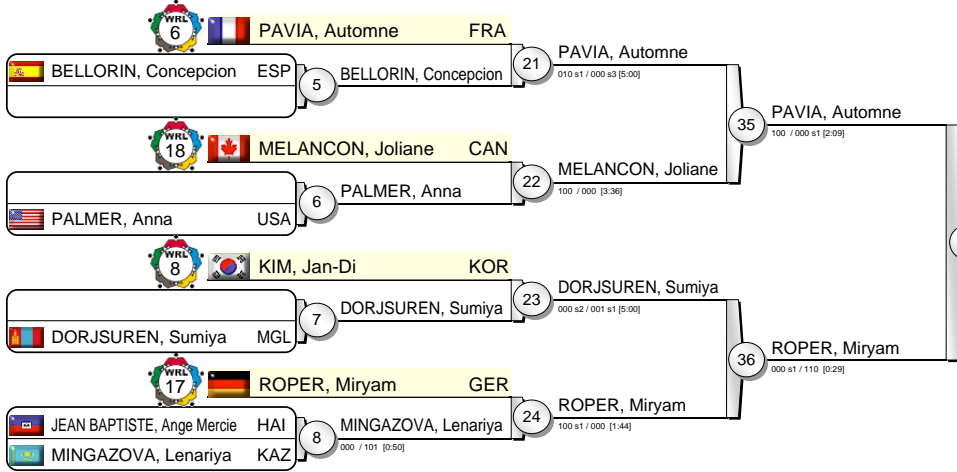 WRL 6 PAVIA, Automne FRA
BELLORIN, Concepcion ESP
5 BELLORIN, Concepcion
21 PAVIA, Automne
010 s1 / 000 s3 [5:00]
WRL 18 MELANCON, Joliane CAN
PALMER, Anna USA
6 PALMER, Anna
22 MELANCON, Joliane
100 / 000 [3:36]
35 PAVIA, Automne
100 / 000 s1 [2:09]
WRL 8 KIM, Jan-Di KOR
DORJSUREN, Sumiya MGL
7 DORJSUREN, Sumiya
23 DORJSUREN, Sumiya
000 s2 / 001 s1 [5:00]
WRL 17 ROPER, Miryam GER
JEAN BAPTISTE, Ange Mercie HAI
MINGAZOVA, Lenariya KAZ
8 MINGAZOVA, Lenariya
000 / 101 [0:50]
24 ROPER, Miryam
100 s1 / 000 [1:44]
36 ROPER, Miryam
000 s1 / 110 [0:29]